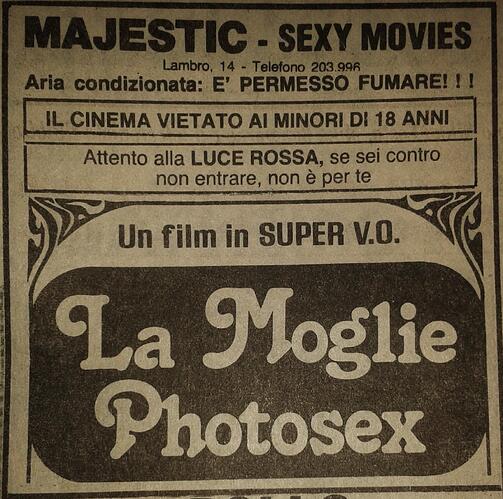 MAJESTIC - SEXY MOVIES
Lambro, 14 - Telefono 203.996
Aria condizionata: E' PERMESSO FUMARE! ! !
IL CINEMA VIETATO AI MINORI DI 18 ANNI
Attento alla LUCE ROSSA, se sei contro
non entrare, non è per te
Un film in SUPER V.O.
La Moglie
Photosex